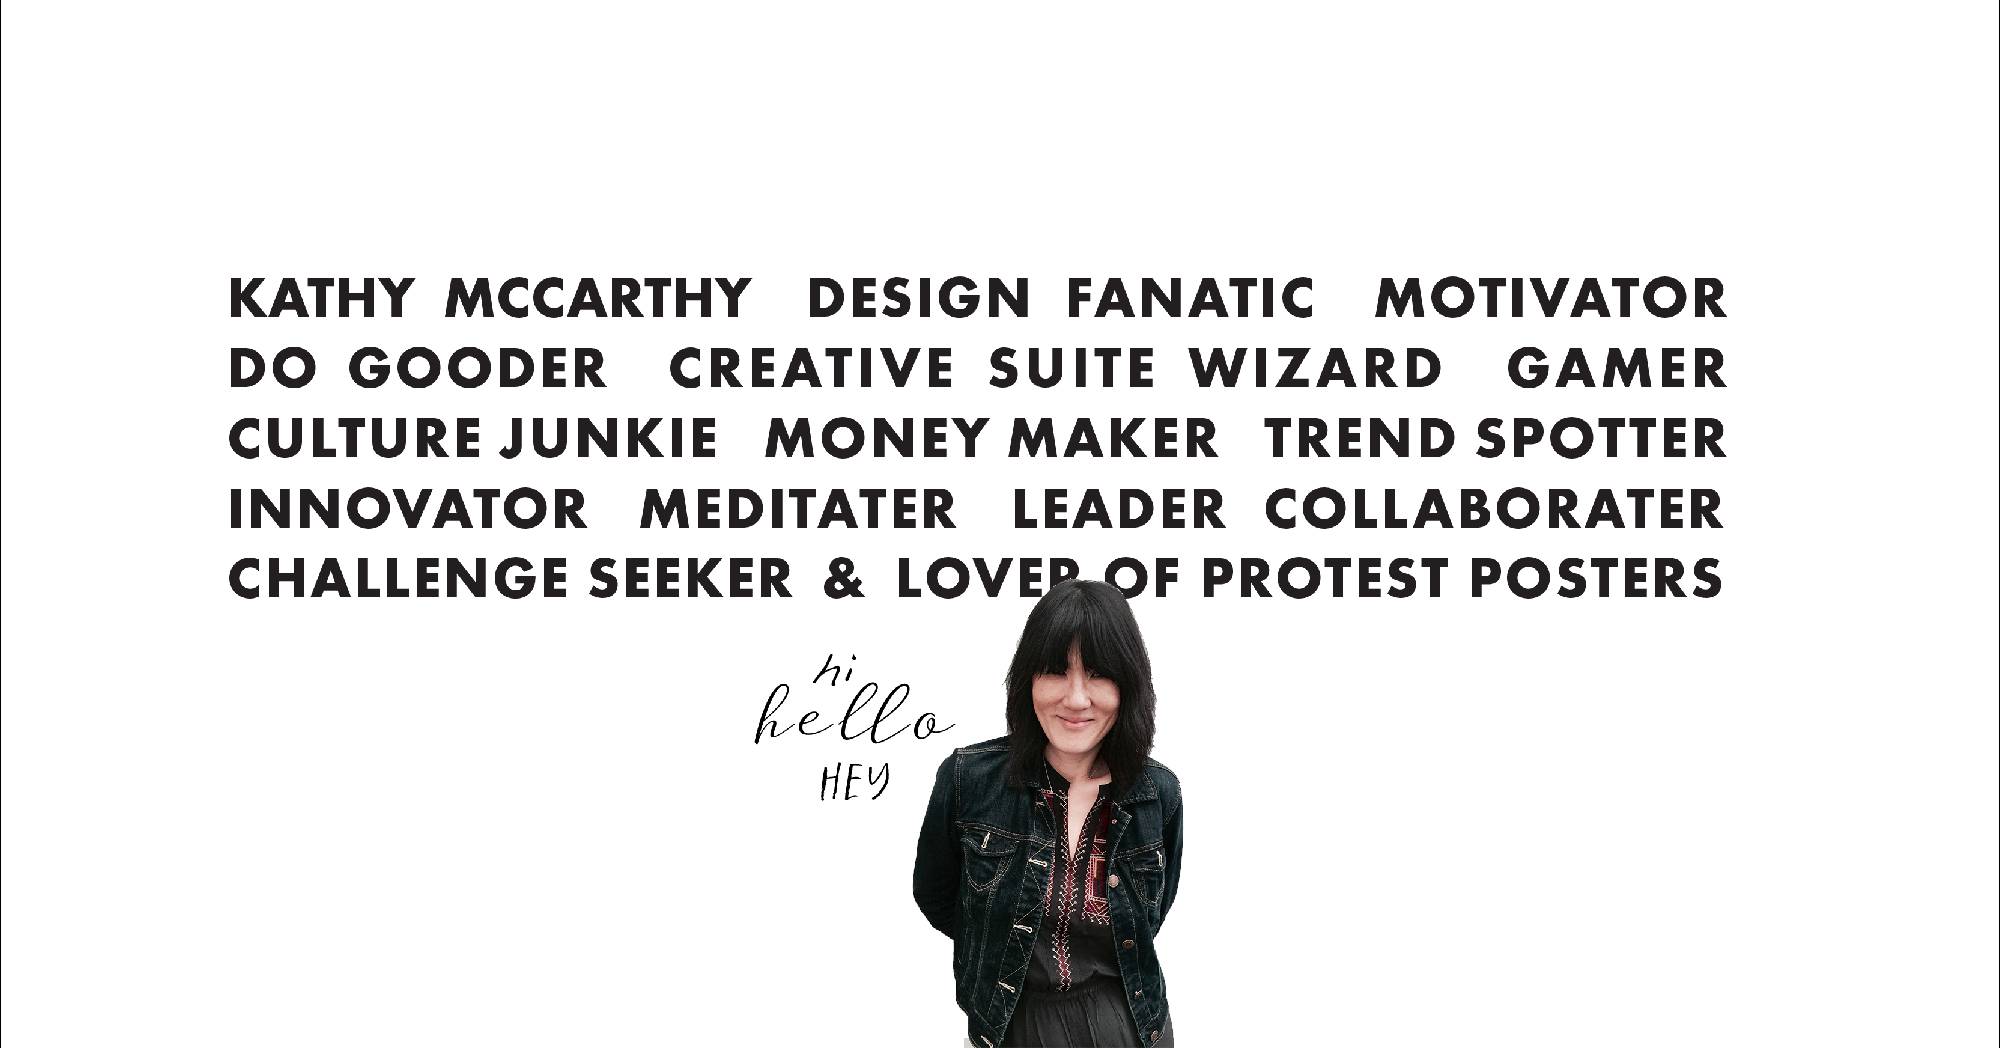 KATHY MCCARTHY DESIGN FANATIC MOTIVATOR
DO GOODER CREATIVE SUITE WIZARD GAMER
CULTURE JUNKIE MONEY MAKER TREND SPOTTER
INNOVATOR MEDITATER LEADER COLLABORATER
CHALLENGE SEEKER & LOVER OF PROTEST POSTERS
hi
hello
HEY